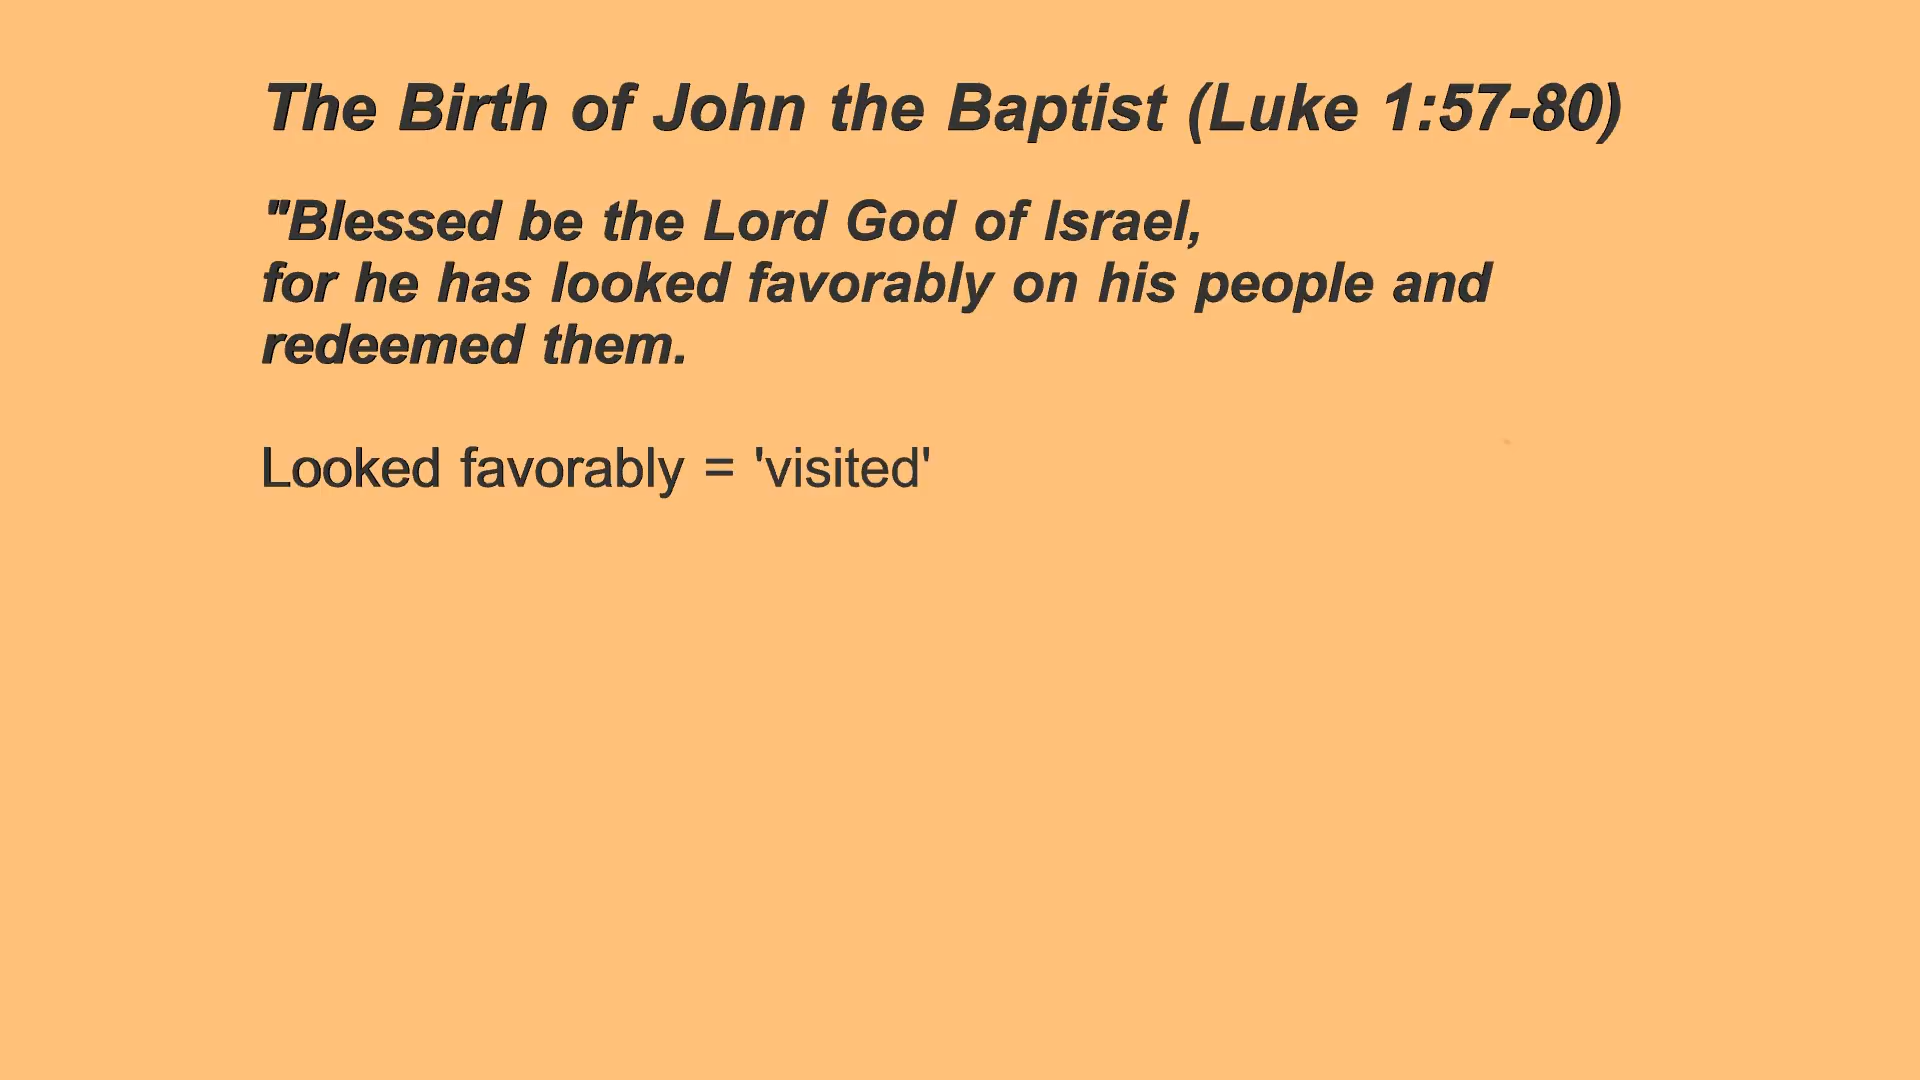 The Birth of John the Baptist (Luke 1:57-80)
"Blessed be the Lord God of Israel,
for he has looked favorably on his people and
redeemed them.
Looked favorably = 'visited'